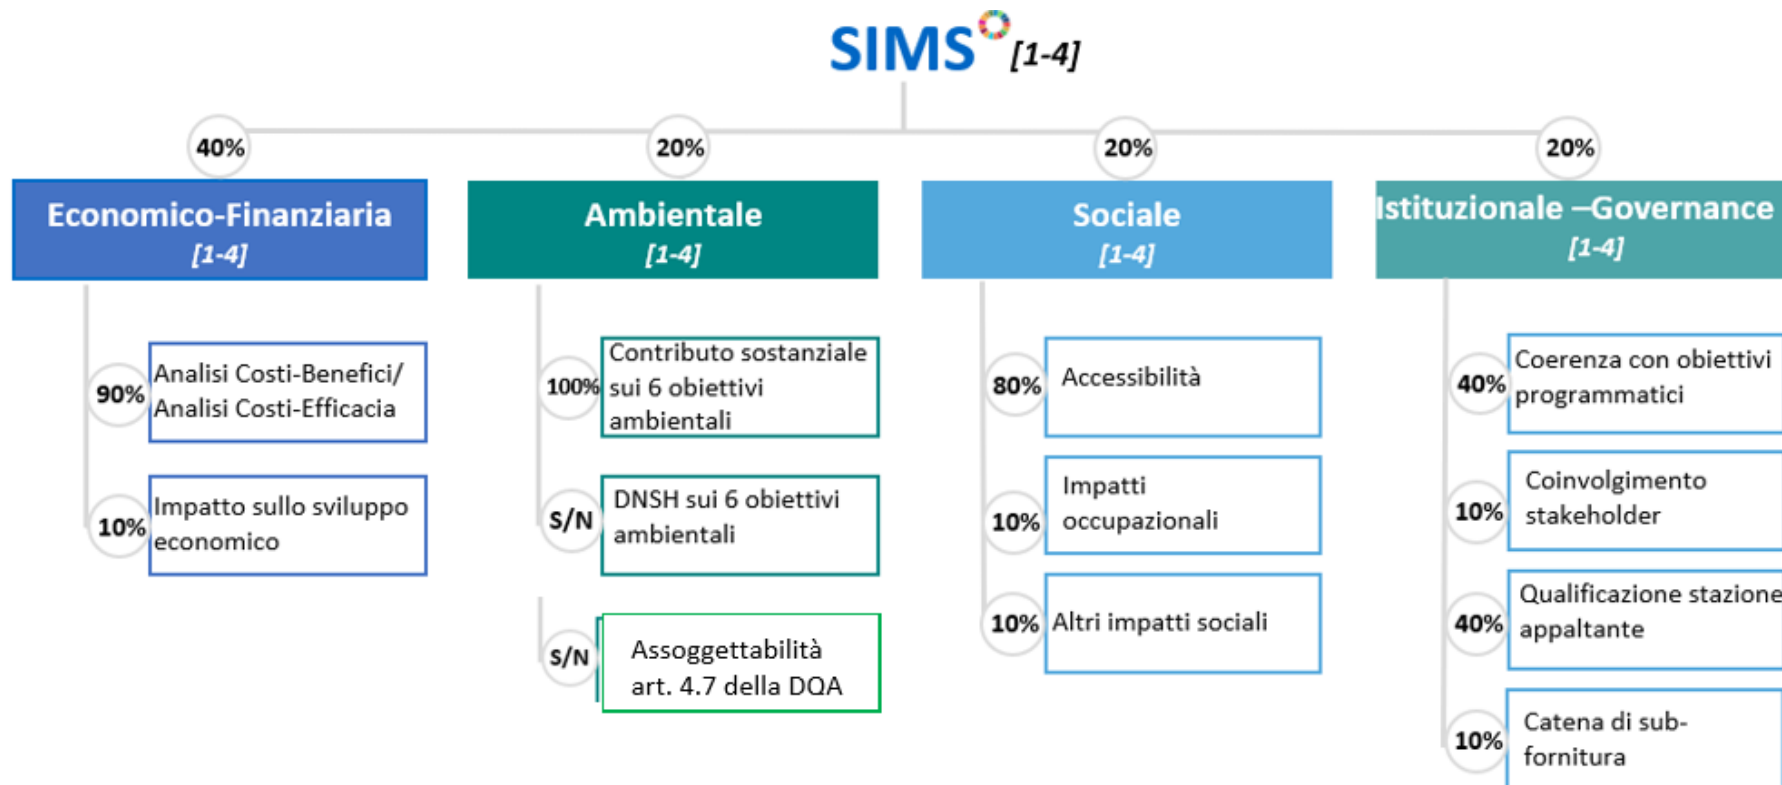 SIMS [1-4]
40%
20%
20%
20%
Economico-Finanziaria
[1-4]
Ambientale
[1-4]
Sociale
[1-4]
Istituzionale –Governance
[1-4]
90%
Analisi Costi-Benefici/
Analisi Costi-Efficacia
10%
Impatto sullo sviluppo
economico
100%
Contributo sostanziale
sui 6 obiettivi
ambientali
S/N
DNSH sui 6 obiettivi
ambientali
S/N
Assoggettabilità
art. 4.7 della DQA
80%
Accessibilità
10%
Impatti
occupazionali
10%
Altri impatti sociali
40%
Coerenza con obiettivi
programmatici
10%
Coinvolgimento
stakeholder
40%
Qualificazione stazione
appaltante
10%
Catena di sub-
fornitura